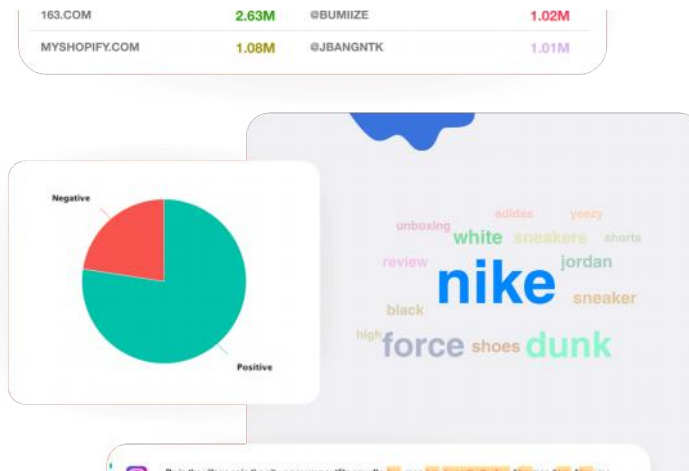 163.COM 2.63M @BUMIIZE 1.02M
MYSHOPIFY.COM 1.08M @JBANGNTK 1.01M
Negative
Positive
adidas yeezy
unboxing
white sneakers shorts
review jordan
nike
sneaker
black
high force shoes dunk